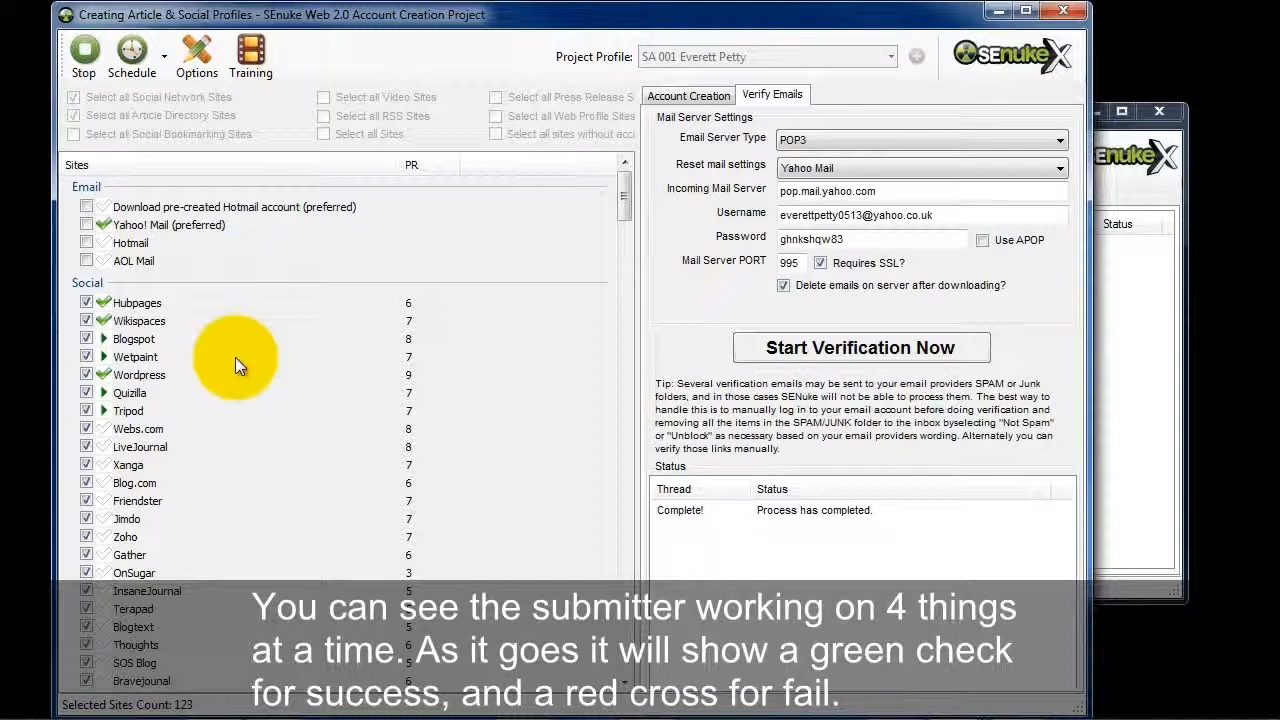 Creating Article & Social Profiles - SEnuke Web 2.0 Account Creation Project
Stop
Schedule
Options
Training
Project Profile:
SA 001 Everett Petty
SEnuke X
Select all Social Network Sites
Select all Video Sites
Select all Press Release S
Select all Article Directory Sites
Select all RSS
Select all Web Profile Sites
Select all Social Bookmarking Sites
Select all Sites
Select all sites without acc
Sites
PR
Email
Download pre-created Hotmail account (preferred)
Yahoo! Mail (preferred)
Hotmail
AOL Mail
Social
Hubpages 6
Wikispaces 7
Blogspot 8
Wetpaint 7
Wordpress 9
Quizilla 7
Tripod 7
Webs.com 8
LiveJournal 8
Xanga 7
Blog.com 6
Friendster 7
Jimdo 7
Zoho 7
Gather 6
OnSugar 3
InsaneJournal 5
Terapad
Blogtext
Thoughts
SOS Blog
Bravejounal
Selected Sites Count: 123
Account Creation
Verify Emails
Mail Server Settings
Email Server Type
POP3
Reset mail settings
Yahoo Mail
Incoming Mail Server
pop.mail.yahoo.com
Username
everettpetty0513@yahoo.co.uk
Password
ghnkshqw83
Use APOP
Mail Server PORT
995
Requires SSL?
Delete emails on server after downloading?
Start Verification Now
Tip: Several verification emails may be sent to your email providers SPAM or Junk
folders, and in those cases SENuke will not be able to process them. The best way to
handle this is to manually log in to your email account before doing verification and
removing all the items in the SPAM/JUNK folder to the inbox byselecting "Not Spam"
or "Unblock" as necessary based on your email providers wording. Alternately you can
verify those links manually.
Status
Thread
Status
Complete!
Process has completed.
enuke X
Status
You can see the submitter working on 4 things
at a time. As it goes it will show a green check
for success, and a red cross for fail.